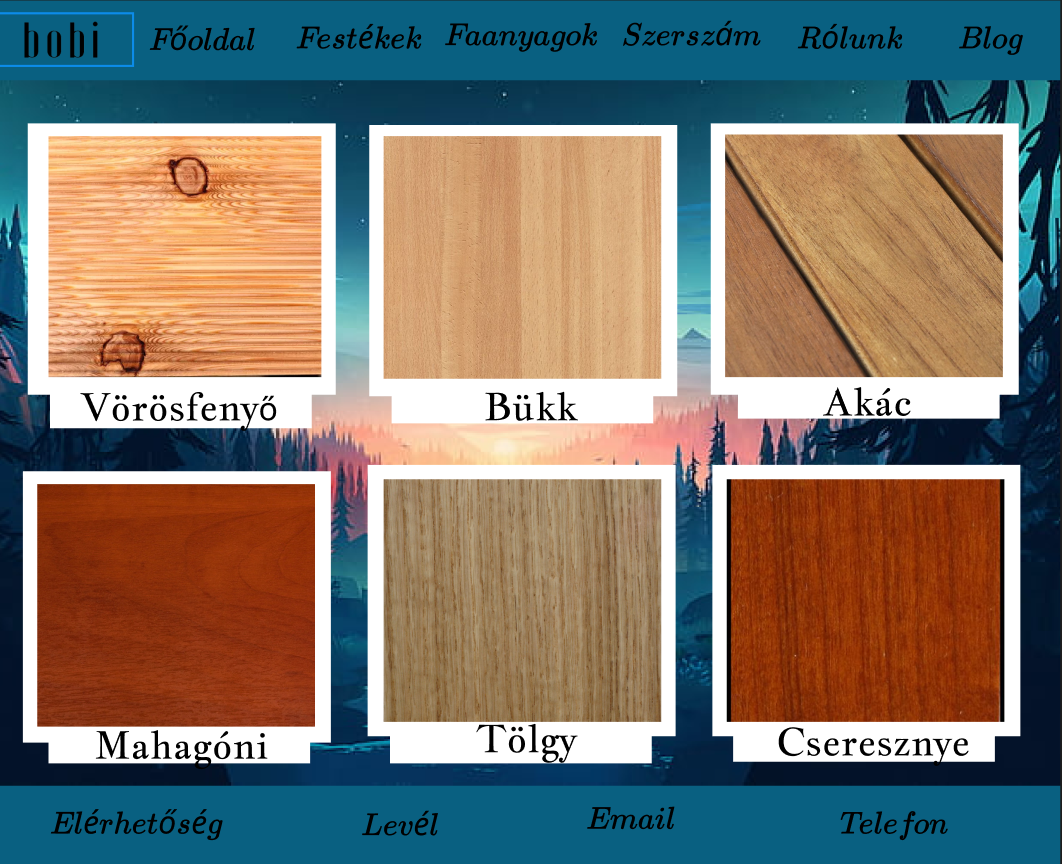 bobi Főoldal Festékek Faanyagok Szerszám Rólunk Blog
Vörösfenyő Bükk Akác
Mahagóni Tölgy Cseresznye
Elérhetőség Levél Email Telefon